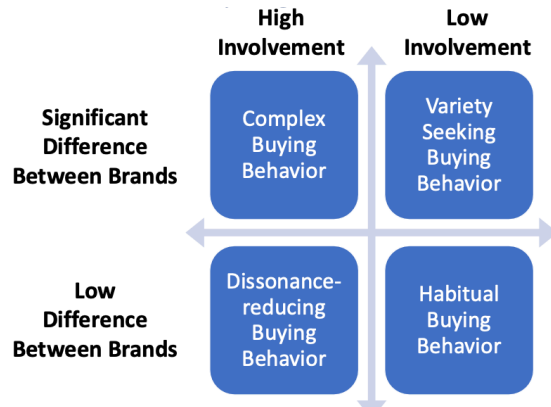 High
Involvement
Low
Involvement
Significant
Difference
Between Brands
Complex
Buying
Behavior
Variety
Seeking
Buying
Behavior
Low
Difference
Between Brands
Dissonance-
reducing
Buying
Behavior
Habitual
Buying
Behavior